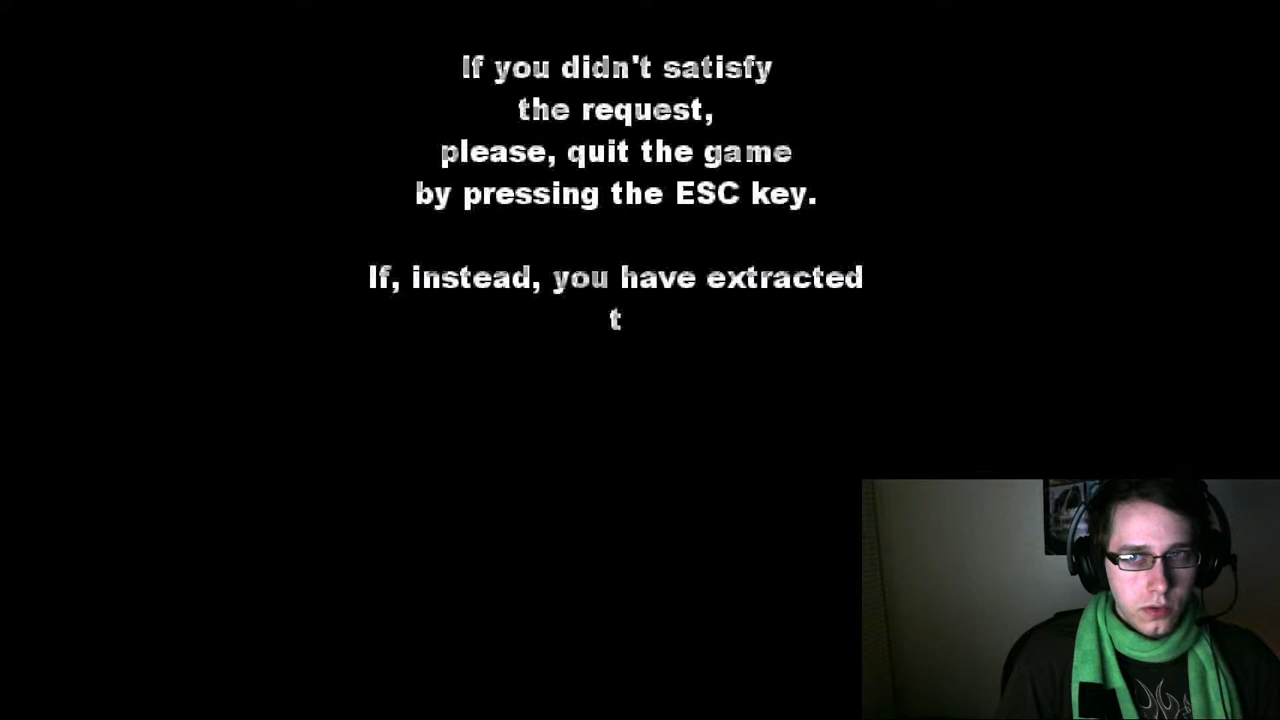 If you didn't satisfy
the request,
please, quit the game
by pressing the ESC key.
If, instead, you have extracted
t